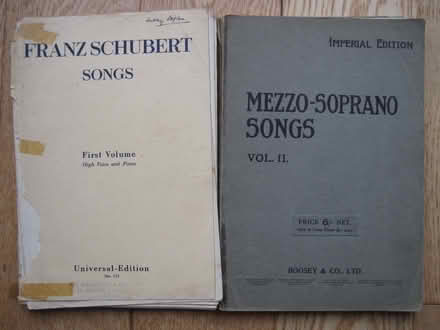 FRANZ SCHUBERT
SONGS
First Volume
High Voice and Piano
Universal-Edition
IMPERIAL EDITION
MEZZO-SOPRANO
SONGS
VOL. II.
PRICE 6/- NET.
BOOSEY & CO., LTD.